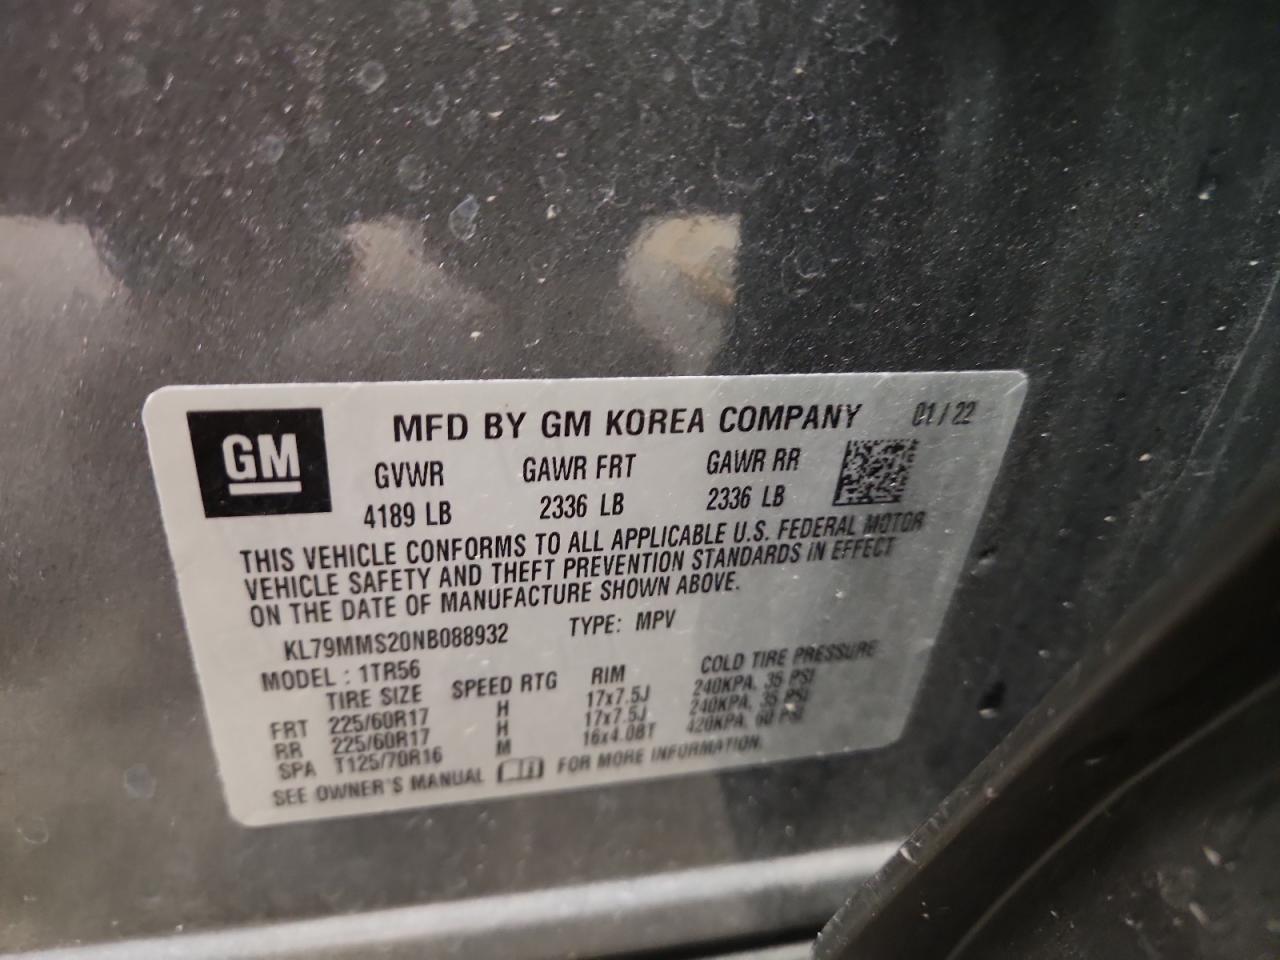 GM
MFD BY GM KOREA COMPANY 01/22
GVWR GAWR FRT GAWR RR
4189 LB 2336 LB 2336 LB
THIS VEHICLE CONFORMS TO ALL APPLICABLE U.S. FEDERAL MOTOR
VEHICLE SAFETY AND THEFT PREVENTION STANDARDS IN EFFECT
ON THE DATE OF MANUFACTURE SHOWN ABOVE.
KL79MMS20NB088932 TYPE: MPV
MODEL : 1TR56
TIRE SIZE SPEED RTG RIM COLD TIRE PRESSURE
FRT 225/60R17 H 17x7.5J 240KPA, 35 PSI
RR 225/60R17 H 17x7.5J 240KPA, 35 PSI
SPA T125/70R16 M 16x4.0BT 420KPA, 60 PSI
SEE OWNER'S MANUAL FOR MORE INFORMATION.